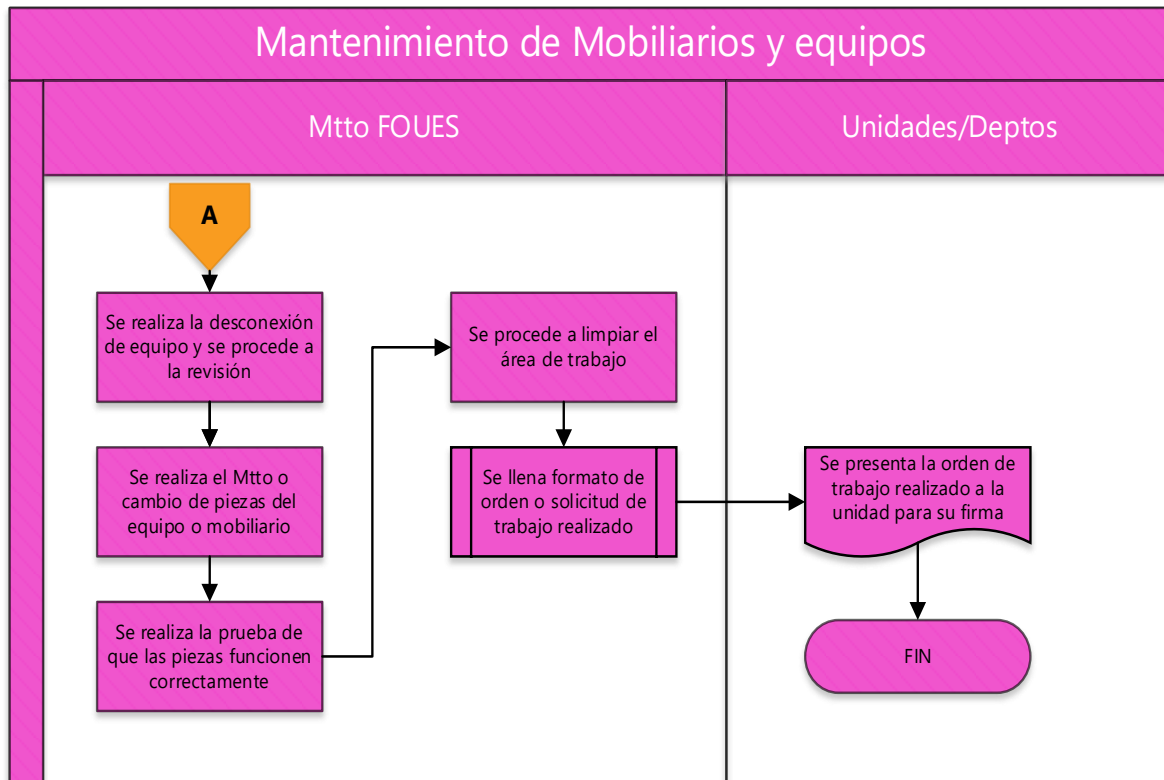 Mantenimiento de Mobiliarios y equipos
Mtto FOUES
Unidades/Deptos
A
Se realiza la desconexión
de equipo y se procede a
la revisión
Se realiza el Mtto o
cambio de piezas del
equipo o mobiliario
Se realiza la prueba de
que las piezas funcionen
correctamente
Se procede a limpiar el
área de trabajo
Se llena formato de
orden o solicitud de
trabajo realizado
Se presenta la orden de
trabajo realizado a la
unidad para su firma
FIN